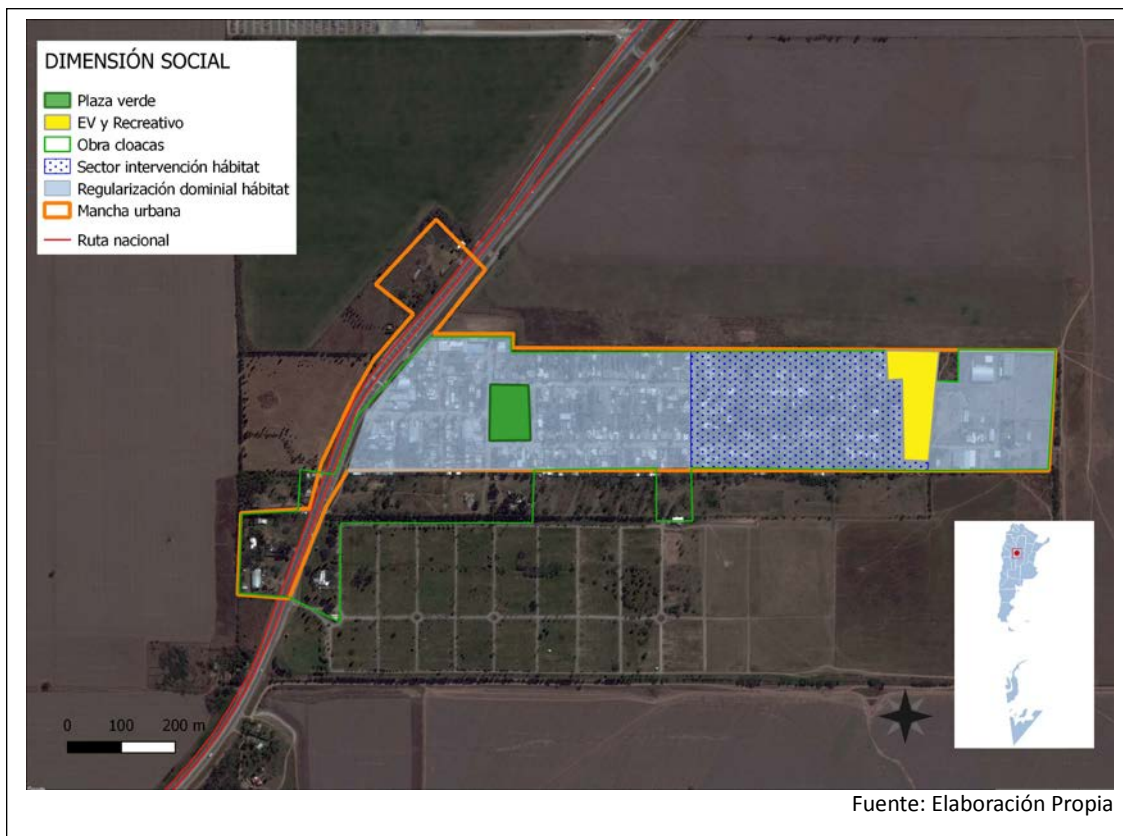 DIMENSIÓN SOCIAL
Plaza verde
EV y Recreativo
Obra cloacas
Sector intervención hábitat
Regularización dominial hábitat
Mancha urbana
Ruta nacional
0 100 200 m
Fuente: Elaboración Propia